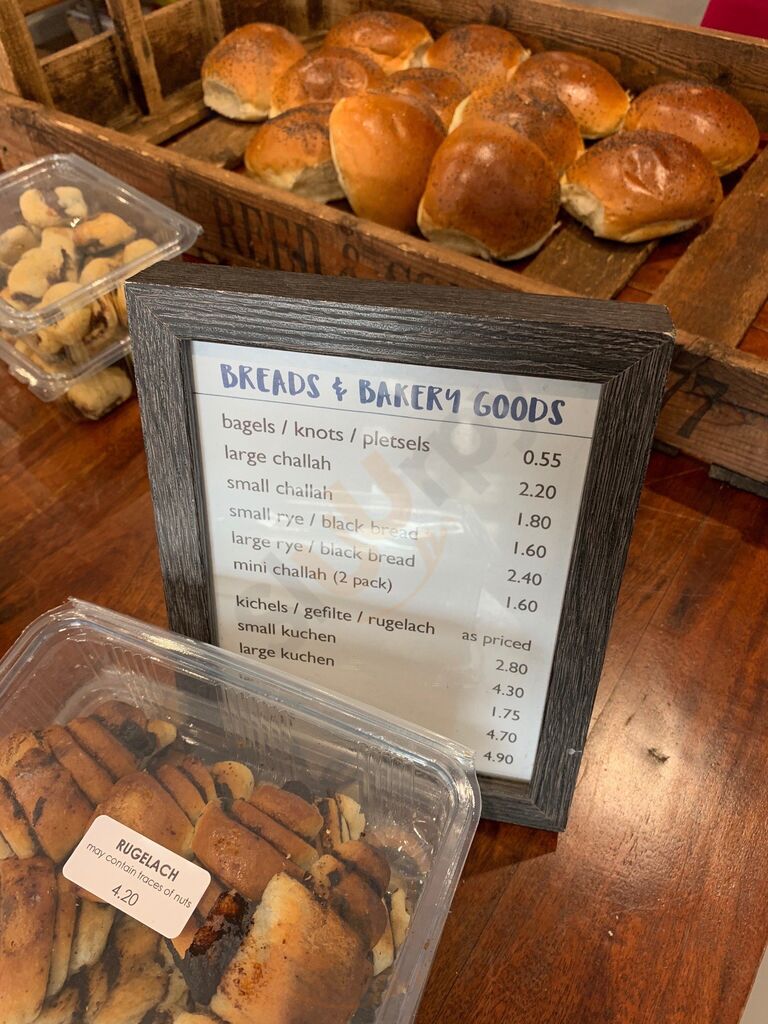 REED & CO
BREADS & BAKERY GOODS
bagels / knots / pletsels 0.55
large challah 2.20
small challah 1.80
small rye / black bread 1.60
large rye / black bread 2.40
mini challah (2 pack) 1.60
kichels / gefilte / rugelach as priced
small kuchen 2.80
large kuchen 4.30
1.75
4.70
4.90
RUGELACH
may contain traces of nuts
4.20
77